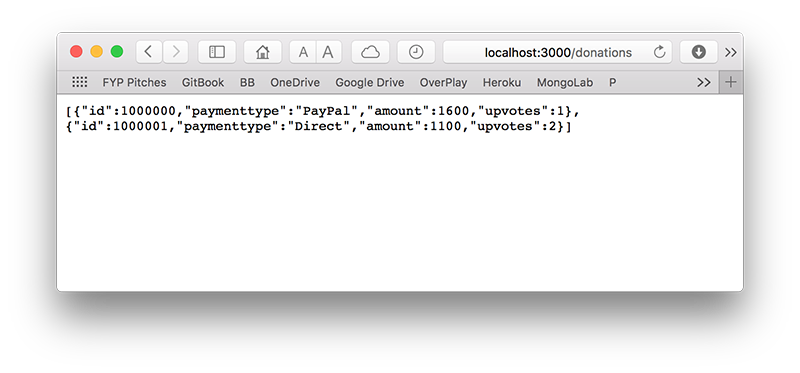 A A localhost:3000/donations
FYP Pitches GitBook BB OneDrive Google Drive OverPlay Heroku MongoLab P
[{"id":1000000,"paymenttype":"PayPal","amount":1600,"upvotes":1},
{"id":1000001,"paymenttype":"Direct","amount":1100,"upvotes":2}]